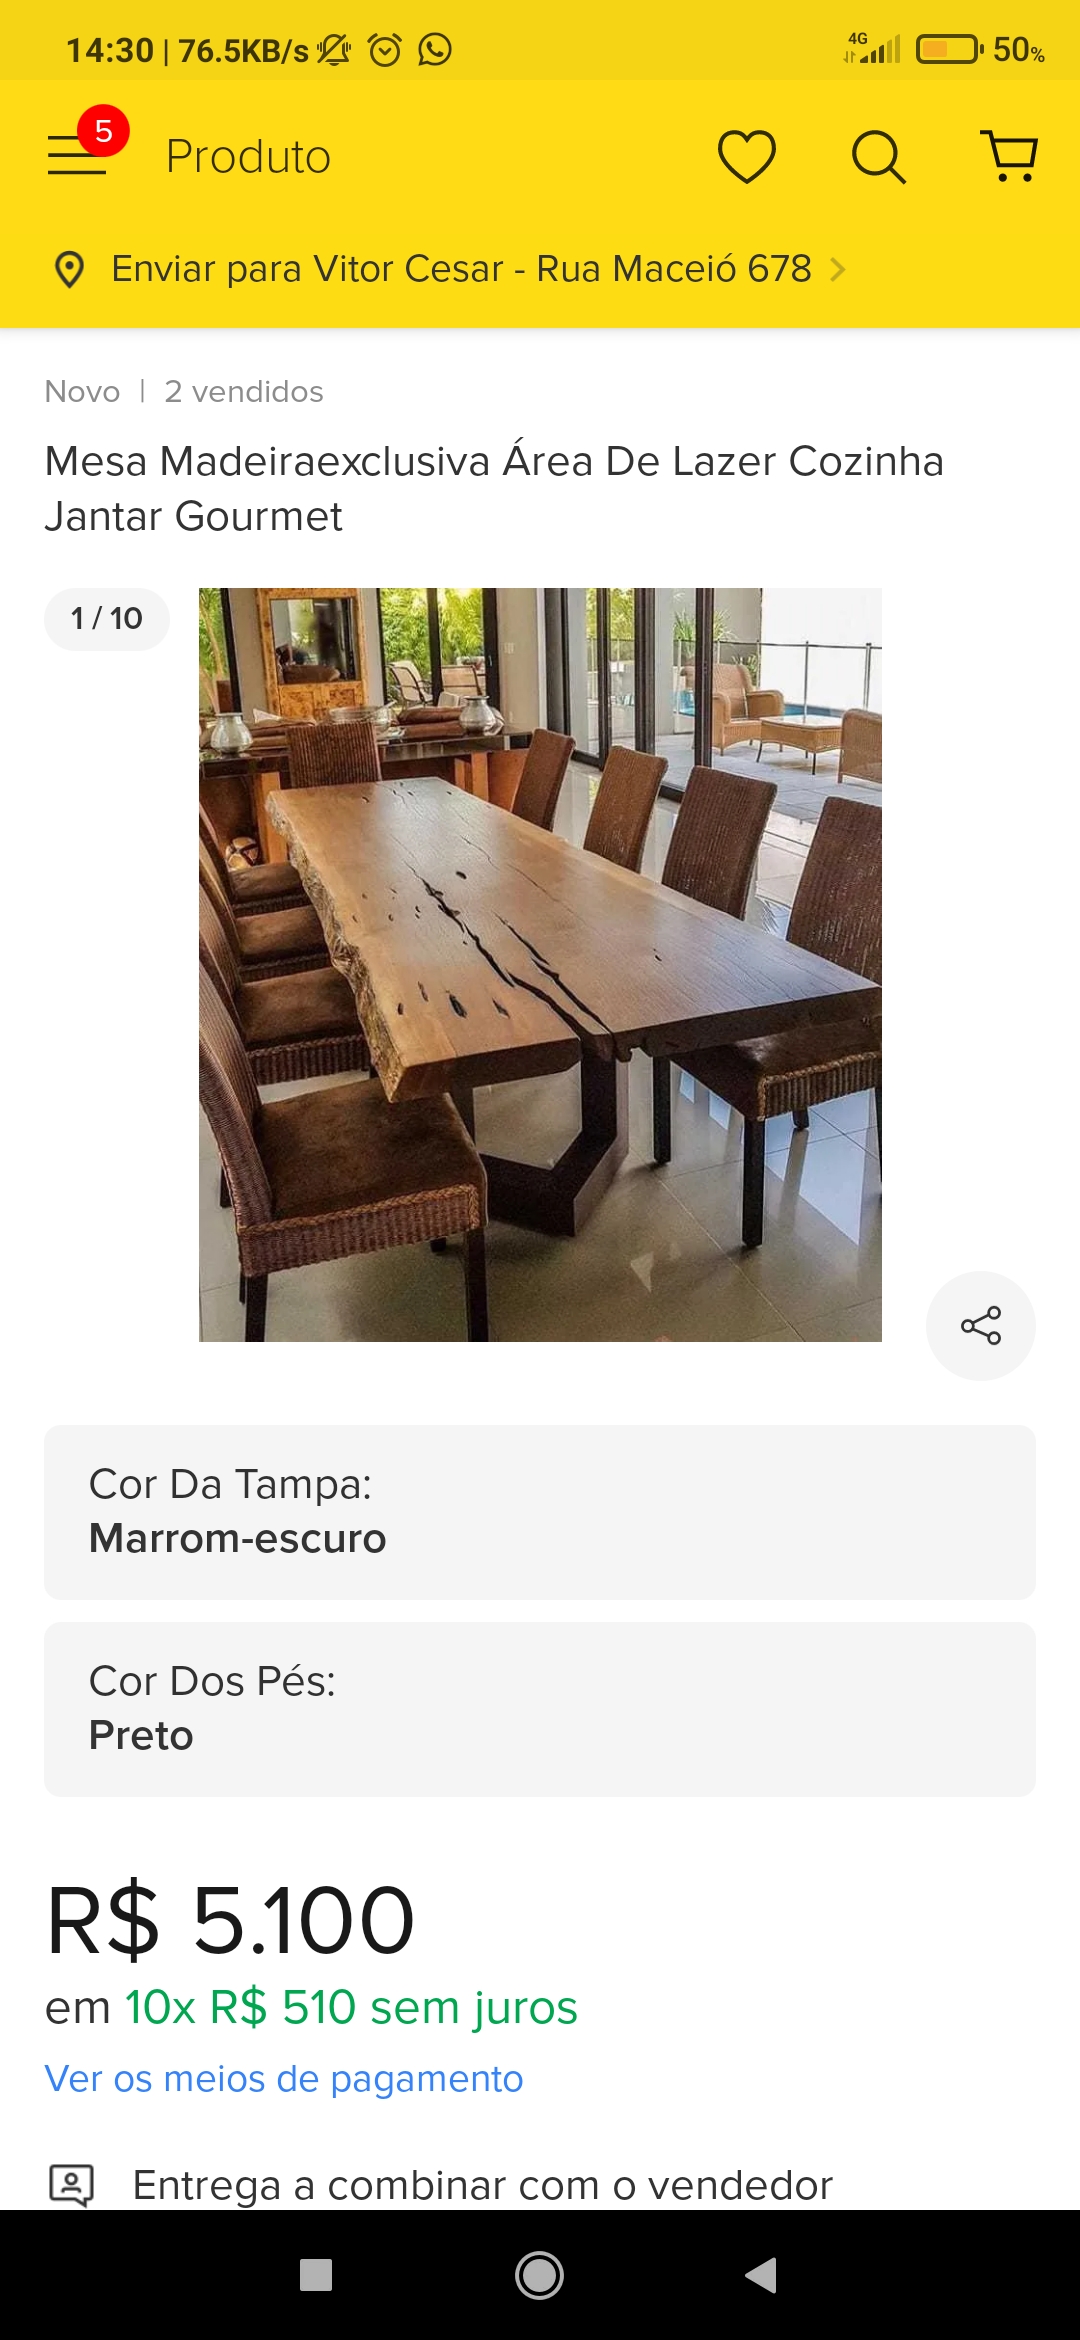 14:30 | 76.5KB/s
4G
50%
5
Produto
Enviar para Vitor Cesar - Rua Maceió 678
Novo | 2 vendidos
Mesa Madeiraexclusiva Área De Lazer Cozinha
Jantar Gourmet
1 / 10
Cor Da Tampa:
Marrom-escuro
Cor Dos Pés:
Preto
R$ 5.100
em 10x R$ 510 sem juros
Ver os meios de pagamento
Entrega a combinar com o vendedor